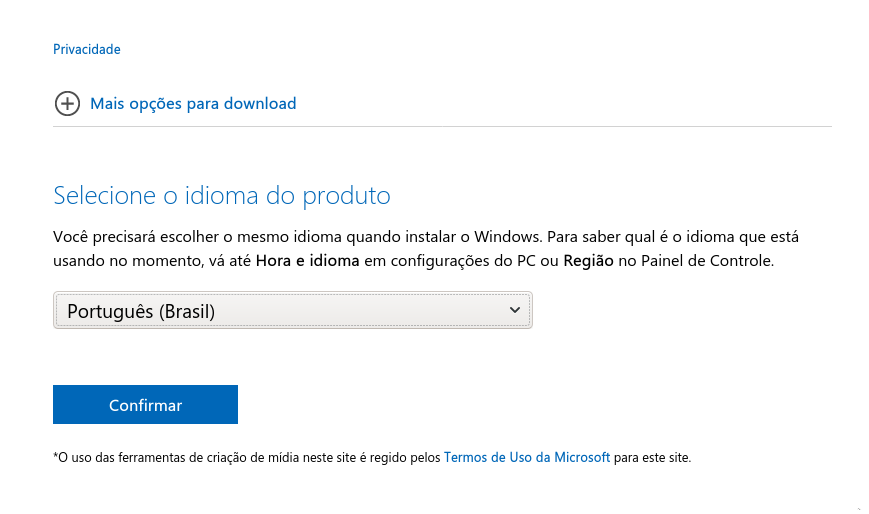 Privacidade
Mais opções para download
Selecione o idioma do produto
Você precisará escolher o mesmo idioma quando instalar o Windows. Para saber qual é o idioma que está
usando no momento, vá até Hora e idioma em configurações do PC ou Região no Painel de Controle.
Português (Brasil)
Confirmar
*O uso das ferramentas de criação de mídia neste site é regido pelos Termos de Uso da Microsoft para este site.